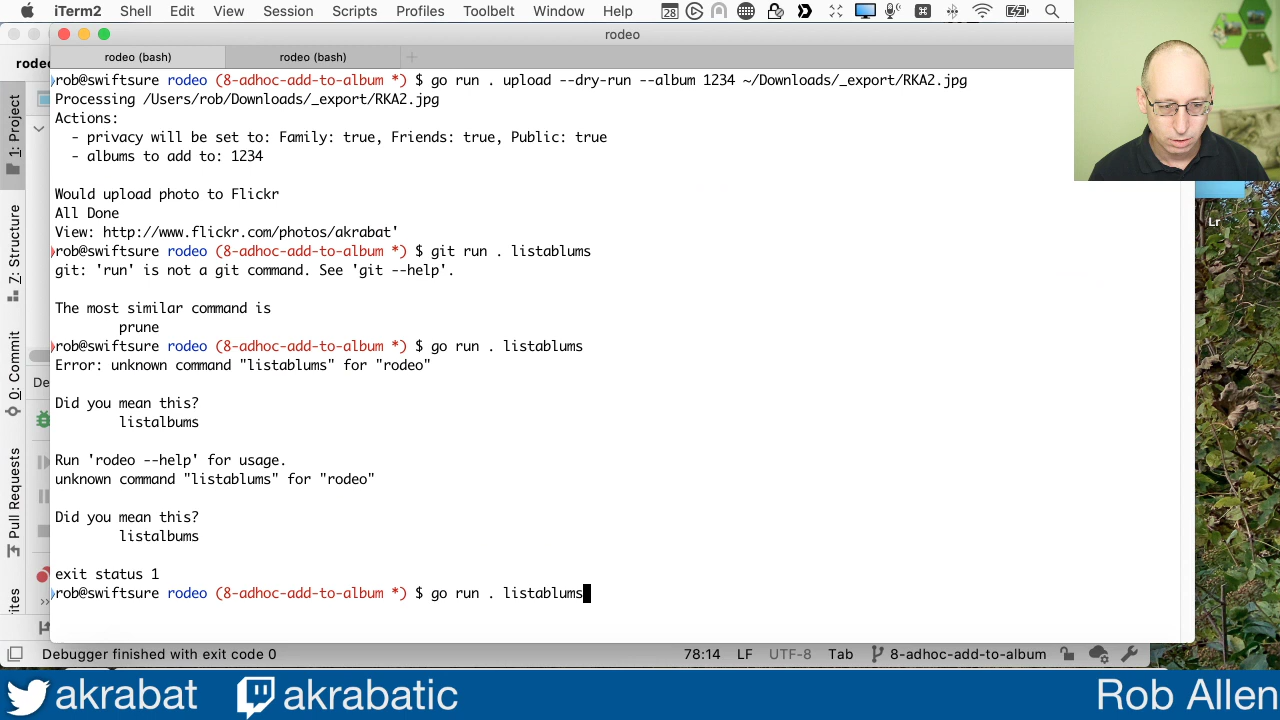 iTerm2 Shell Edit View Session Scripts Profiles Toolbelt Window Help 28
rodeo
rodeo (bash) rodeo (bash)
rob@swiftsure rodeo (8-adhoc-add-to-album *) $ go run . upload --dry-run --album 1234 ~/Downloads/_export/RKA2.jpg
Processing /Users/rob/Downloads/_export/RKA2.jpg
Actions:
- privacy will be set to: Family: true, Friends: true, Public: true
- albums to add to: 1234
Would upload photo to Flickr
All Done
View: http://www.flickr.com/photos/akrabat'
rob@swiftsure rodeo (8-adhoc-add-to-album *) $ git run . listablums
git: 'run' is not a git command. See 'git --help'.
The most similar command is
prune
rob@swiftsure rodeo (8-adhoc-add-to-album *) $ go run . listablums
Error: unknown command "listablums" for "rodeo"
Did you mean this?
listalbums
Run 'rodeo --help' for usage.
unknown command "listablums" for "rodeo"
Did you mean this?
listalbums
exit status 1
rob@swiftsure rodeo (8-adhoc-add-to-album *) $ go run . listablums
rodeo
1: Project
7: Structure
0: Commit
Pull Requests
De
Debugger finished with exit code 0 78:14 LF UTF-8 Tab 8-adhoc-add-to-album
akrabat akrabatic Rob Allen